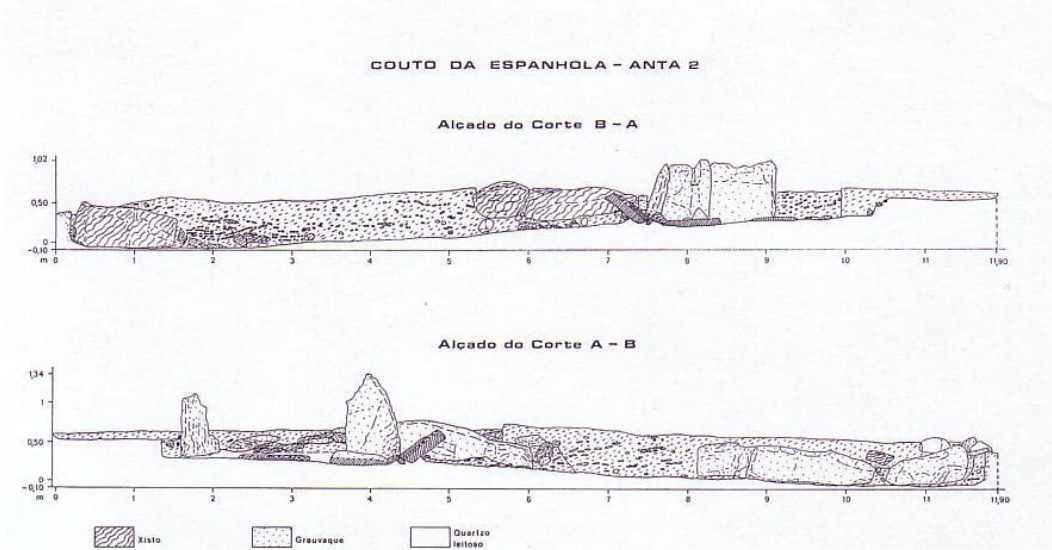 COUTO DA ESPANHOLA - ANTA 2
Alçado do Corte B - A
1,02
0,50
0
-0,10
m 0 1 2 3 4 5 6 7 8 9 10 11 11,90
Alçado do Corte A - B
1,34
1
0,50
0
-0,10
m 0 1 2 3 4 5 6 7 8 9 10 11 11,90
Xisto
Grauvaque
Quartzo
leitoso